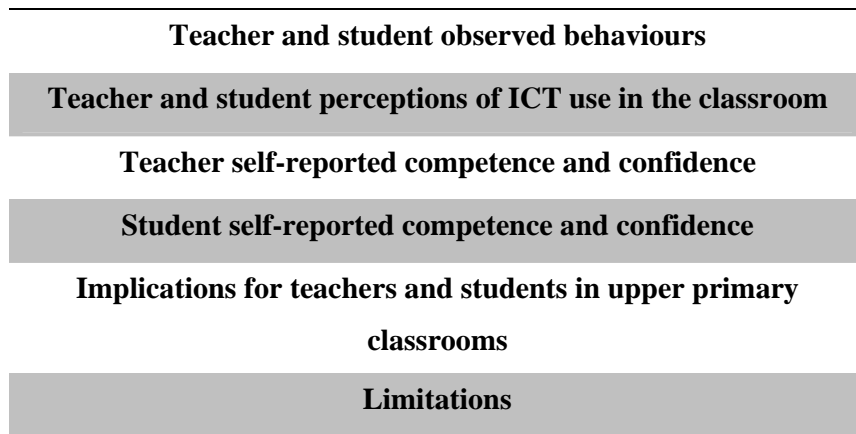 Teacher and student observed behaviours
Teacher and student perceptions of ICT use in the classroom
Teacher self-reported competence and confidence
Student self-reported competence and confidence
Implications for teachers and students in upper primary
classrooms
Limitations